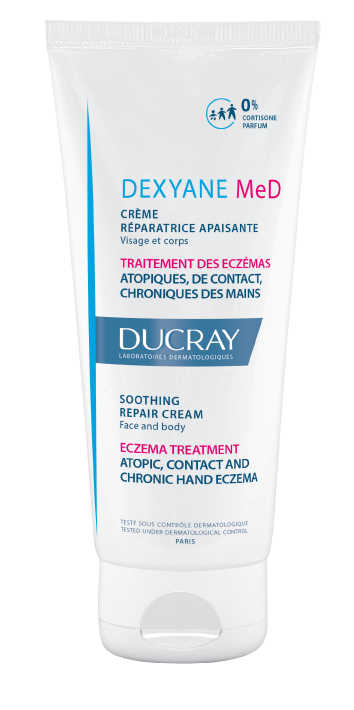 0%
CORTISONE
PARFUM
DEXYANE MeD
CRÈME
RÉPARATRICE APAISANTE
Visage et corps
TRAITEMENT DES ECZÉMAS
ATOPIQUES, DE CONTACT,
CHRONIQUES DES MAINS
DUCRAY
LABORATOIRES DERMATOLOGIQUES
SOOTHING
REPAIR CREAM
Face and body
ECZEMA TREATMENT
ATOPIC, CONTACT AND
CHRONIC HAND ECZEMA
TESTÉ SOUS CONTRÔLE DERMATOLOGIQUE
TESTED UNDER DERMATOLOGICAL CONTROL
PARIS